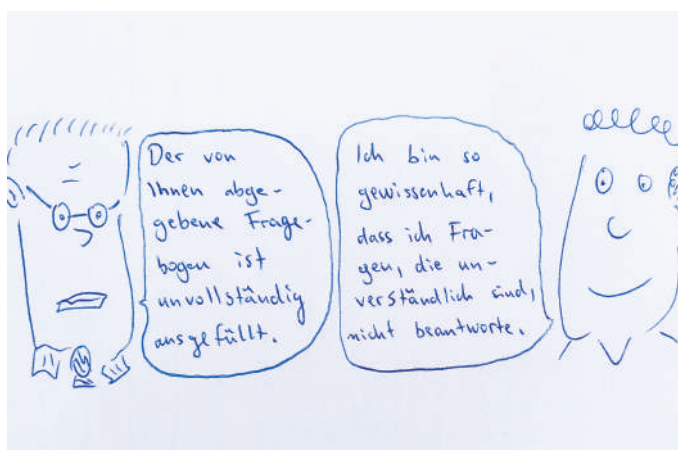 Der von
Ihnen abge-
gebene Frage-
bogen ist
unvollständig
ausgefüllt.
Ich bin so
gewissenhaft,
dass ich Fra-
gen, die un-
verständlich sind,
nicht beantworte.